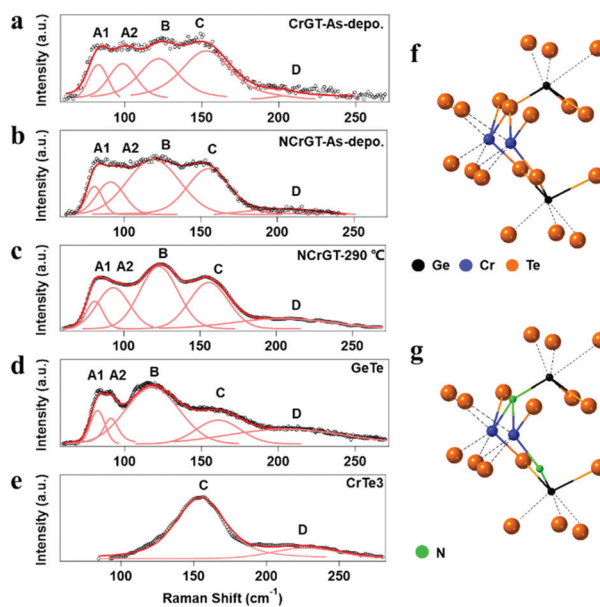 a
CrGT-As-depo.
Intensity (a.u.)
A1 A2 B C D
100 150 200 250
b
NCrGT-As-depo.
Intensity (a.u.)
A1 A2 B C D
100 150 200 250
c
NCrGT-290 ℃
Intensity (a.u.)
A1 A2 B C D
100 150 200 250
d
GeTe
Intensity (a.u.)
A1 A2 B C D
100 150 200 250
e
CrTe3
Intensity (a.u.)
C D
100 150 200 250
Raman Shift (cm⁻¹)
f
Ge Cr Te
g
N